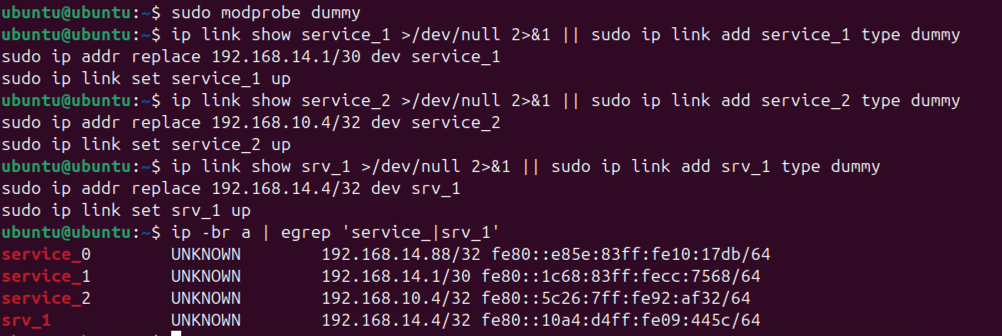 ubuntu@ubuntu:~$ sudo modprobe dummy
ubuntu@ubuntu:~$ ip link show service_1 >/dev/null 2>&1 || sudo ip link add service_1 type dummy
sudo ip addr replace 192.168.14.1/30 dev service_1
sudo ip link set service_1 up
ubuntu@ubuntu:~$ ip link show service_2 >/dev/null 2>&1 || sudo ip link add service_2 type dummy
sudo ip addr replace 192.168.10.4/32 dev service_2
sudo ip link set service_2 up
ubuntu@ubuntu:~$ ip link show srv_1 >/dev/null 2>&1 || sudo ip link add srv_1 type dummy
sudo ip addr replace 192.168.14.4/32 dev srv_1
sudo ip link set srv_1 up
ubuntu@ubuntu:~$ ip -br a | egrep 'service_|srv_1'
service_0        UNKNOWN        192.168.14.88/32 fe80::e85e:83ff:fe10:17db/64
service_1        UNKNOWN        192.168.14.1/30 fe80::1c68:83ff:fecc:7568/64
service_2        UNKNOWN        192.168.10.4/32 fe80::5c26:7ff:fe92:af32/64
srv_1            UNKNOWN        192.168.14.4/32 fe80::10a4:d4ff:fe09:445c/64